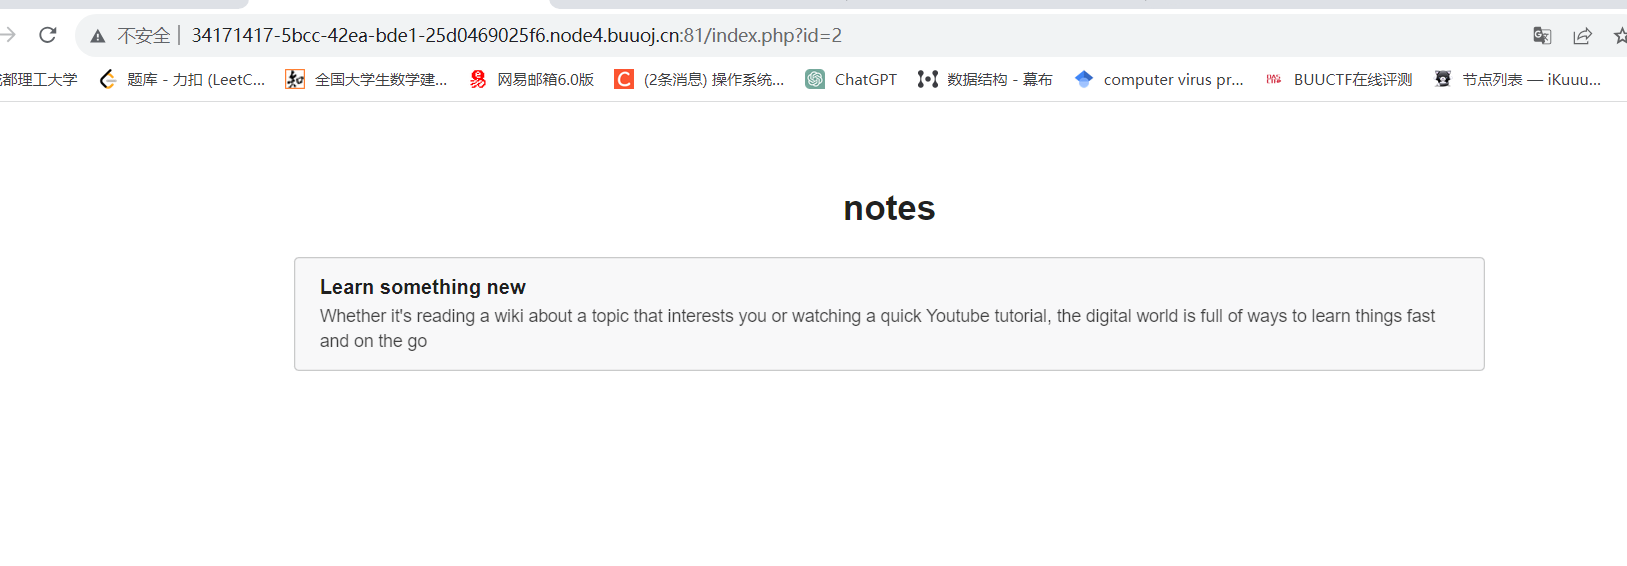 不安全 | 34171417-5bcc-42ea-bde1-25d0469025f6.node4.buuoj.cn:81/index.php?id=2
都理工大学 题库 - 力扣 (LeetC... 全国大学生数学建... 网易邮箱6.0版 C (2条消息) 操作系统... ChatGPT 数据结构 - 幕布 computer virus pr... BUUCTF在线评测 节点列表 — iKuuu...
notes
Learn something new
Whether it's reading a wiki about a topic that interests you or watching a quick Youtube tutorial, the digital world is full of ways to learn things fast
and on the go